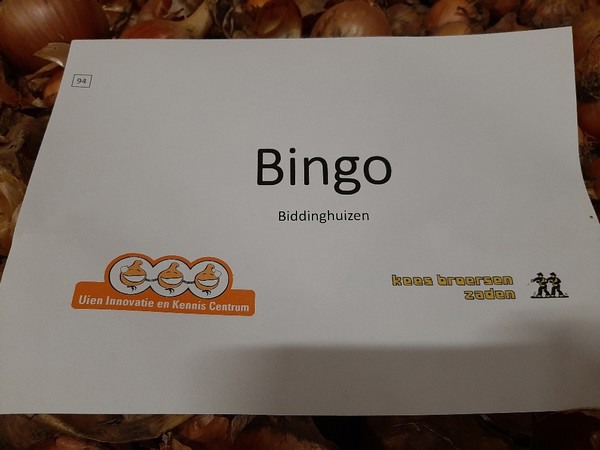 94
Bingo
Biddinghuizen
Uien Innovatie en Kennis Centrum
kees broersen
zaden